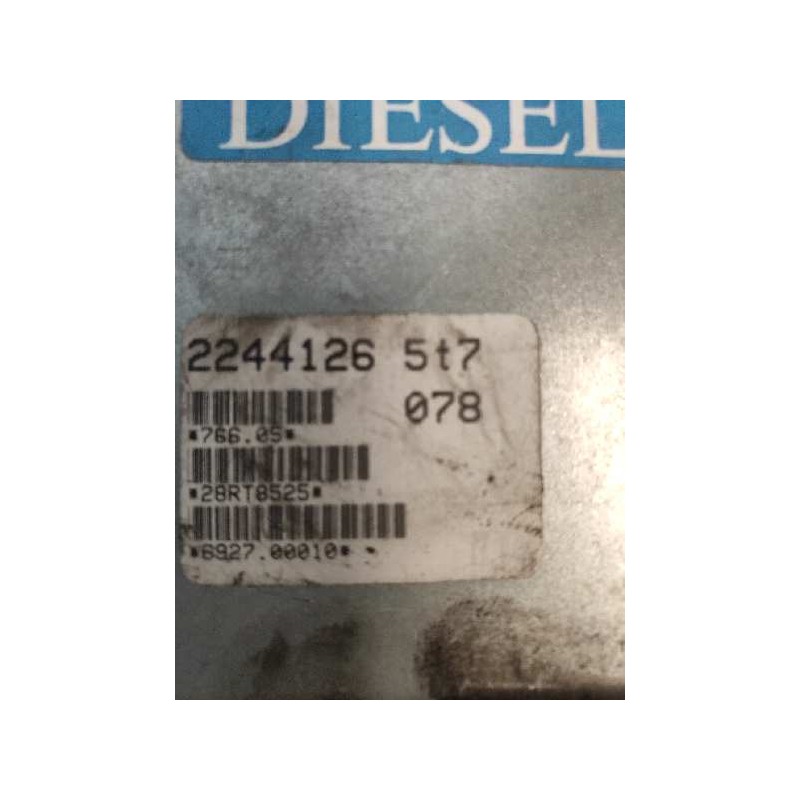 DIESEL
2244126 5t7
078
*766.05*
*28RT8525*
*6927.00010*